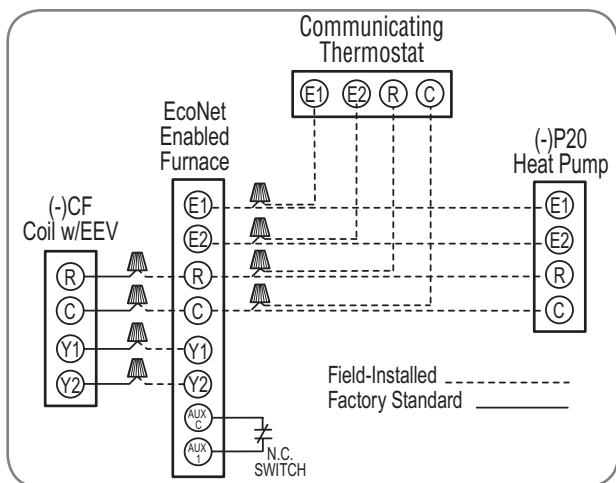 Communicating
Thermostat
E1 E2 R C
EcoNet
Enabled
Furnace
(-)P20
Heat Pump
(-)CF
Coil w/EEV
R
C
Y1
Y2
E1
E2
R
C
Y1
Y2
AUX
C
AUX
1
E1
E2
R
C
N.C.
SWITCH
Field-Installed
Factory Standard